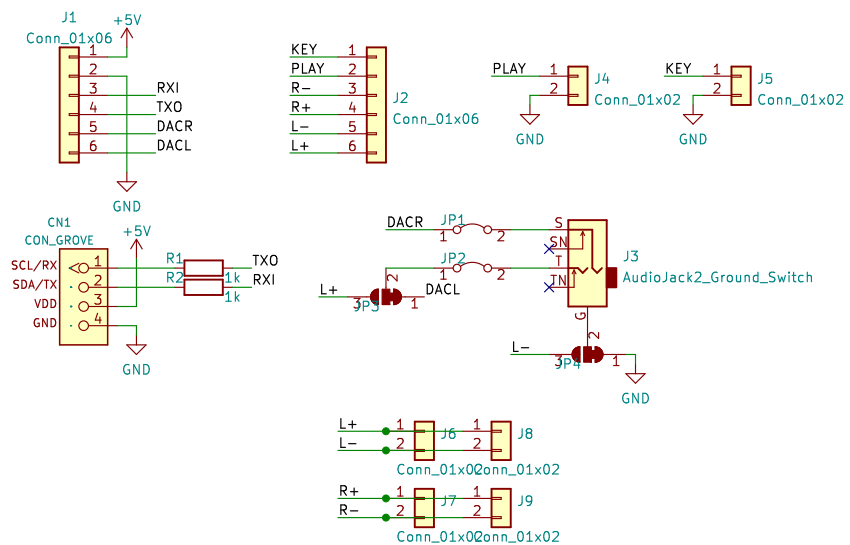 J1
Conn_01x06
+5V
1
2
3 RXI
4 TXO
5 DACR
6 DACL
GND
KEY 1
PLAY 2
R- 3
R+ 4
L- 5
L+ 6
J2
Conn_01x06
PLAY 1
2
J4
Conn_01x02
GND
KEY 1
2
J5
Conn_01x02
GND
CN1
CON_GROVE
+5V
SCL/RX 1 R1 1k TXO
SDA/TX 2 R2 1k RXI
VDD 3
GND 4
GND
DACR 1 JP1 2 S
SN
1 JP2 2 T
TN
J3
AudioJack2_Ground_Switch
L+ 3 2 1 DACL
JP3
G
2
L- 3 JP4 1
GND
L+ 1 J6 1 J8
L- 2 2
Conn_01x02 Conn_01x02
R+ 1 J7 1 J9
R- 2 2
Conn_01x02 Conn_01x02